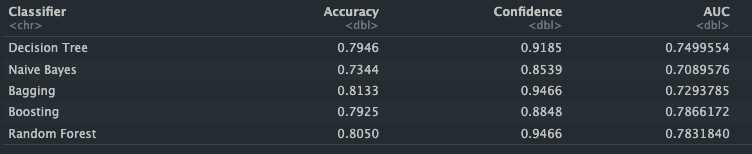 Classifier Accuracy Confidence AUC
<chr> <dbl> <dbl> <dbl>
Decision Tree 0.7946 0.9185 0.7499554
Naive Bayes 0.7344 0.8539 0.7089576
Bagging 0.8133 0.9466 0.7293785
Boosting 0.7925 0.8848 0.7866172
Random Forest 0.8050 0.9466 0.7831840